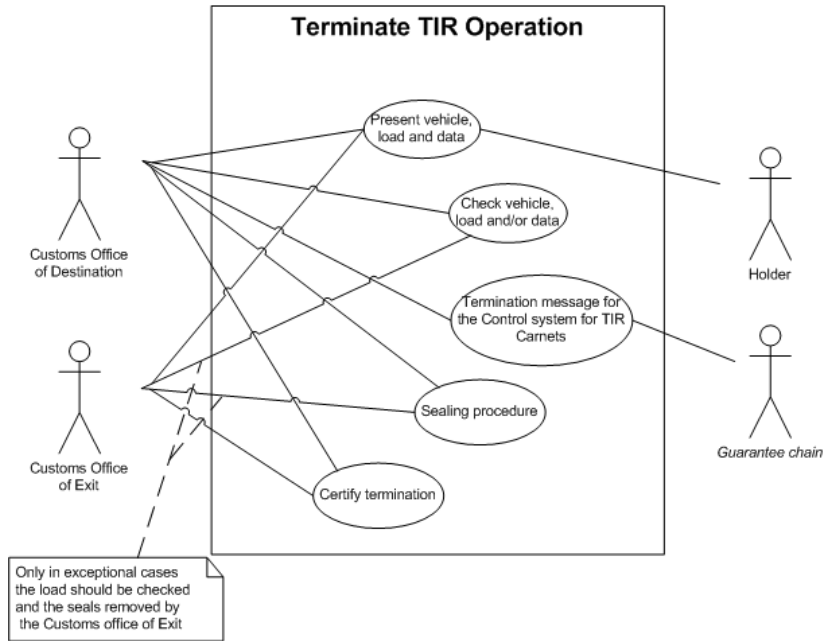 Terminate TIR Operation
Present vehicle,
load and data
Check vehicle,
load and/or data
Customs Office
of Destination
Holder
Termination message for
the Control system for TIR
Carnets
Sealing procedure
Customs Office
of Exit
Guarantee chain
Certify termination
Only in exceptional cases
the load should be checked
and the seals removed by
the Customs office of Exit